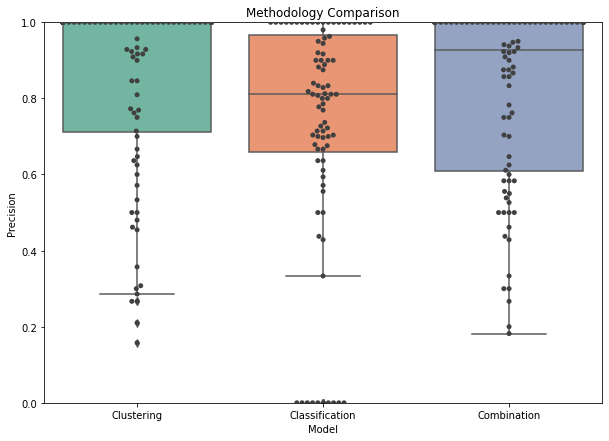 Methodology Comparison
1.0
0.8
0.6
0.4
0.2
0.0
Precision
Clustering
Classification
Combination
Model